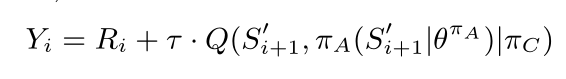 Y_i = R_i + τ · Q(S'_{i+1}, π_A(S'_{i+1}|θ^{π_A})|π_C)